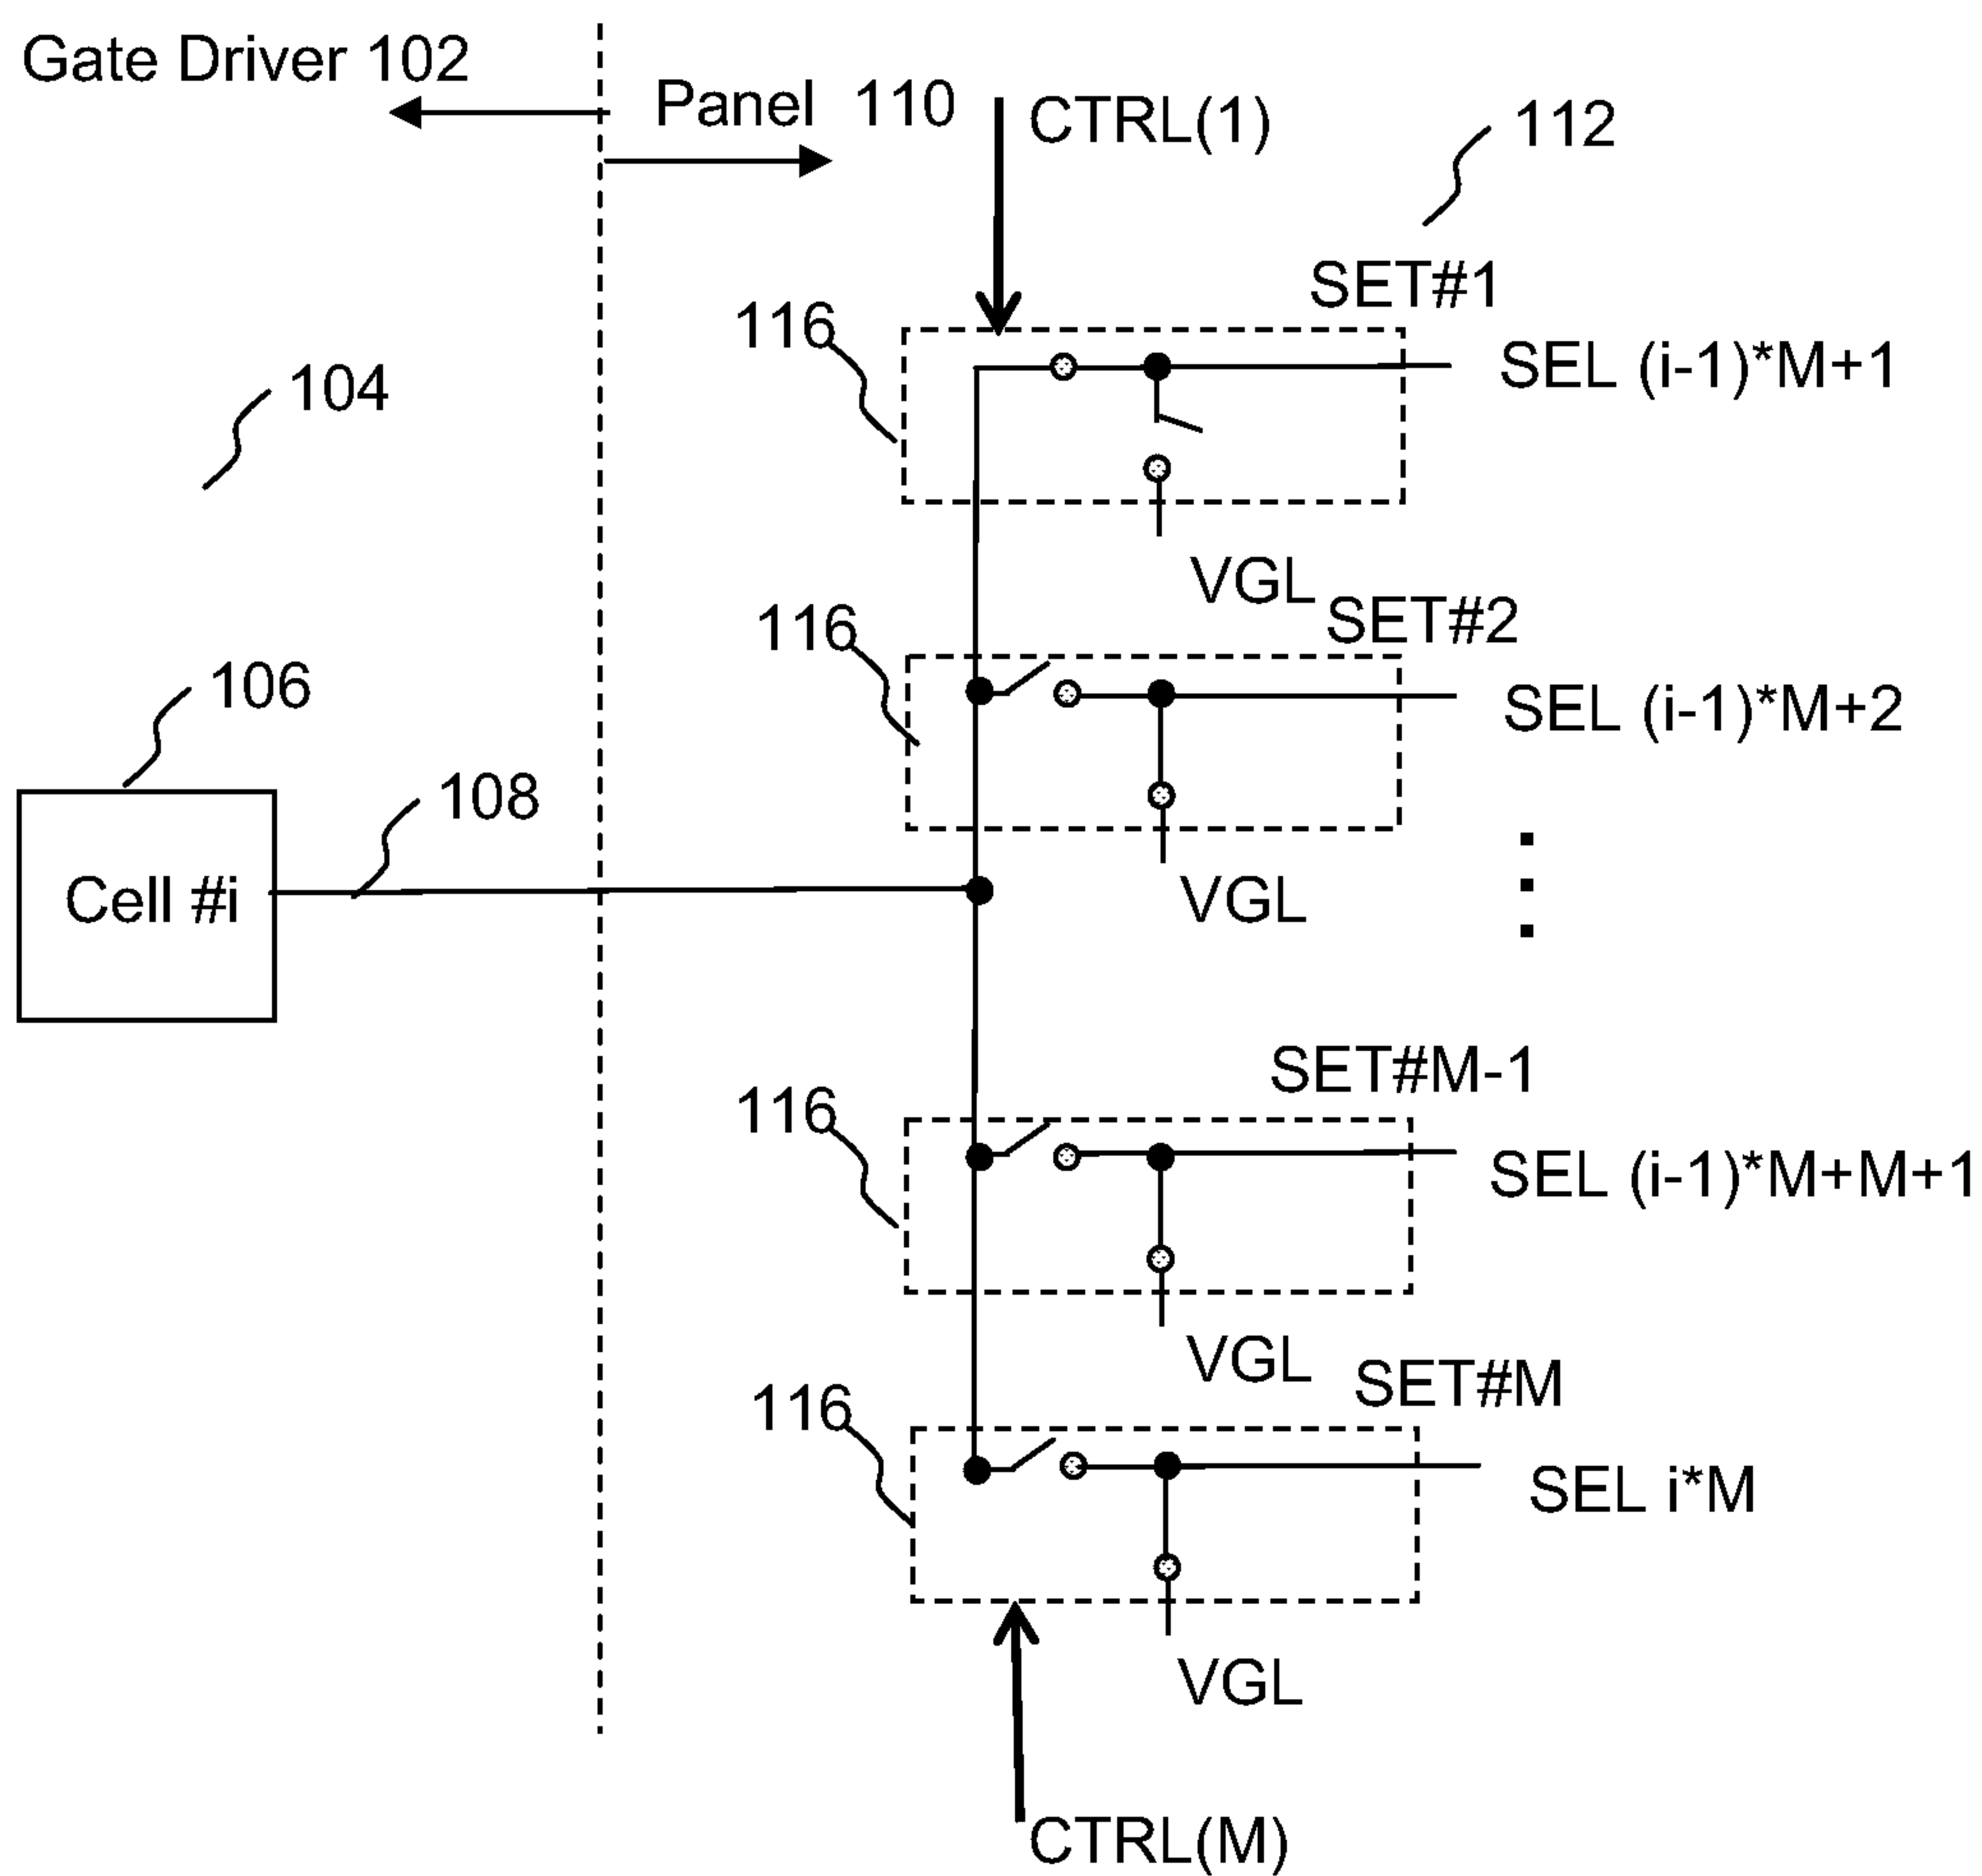 Gate Driver 102
Panel 110
CTRL(1)
112
SET#1
116
SEL (i-1)*M+1
104
VGL
SET#2
116
SEL (i-1)*M+2
106
108
Cell #i
VGL
SET#M-1
116
SEL (i-1)*M+M+1
VGL
SET#M
116
SEL i*M
VGL
CTRL(M)